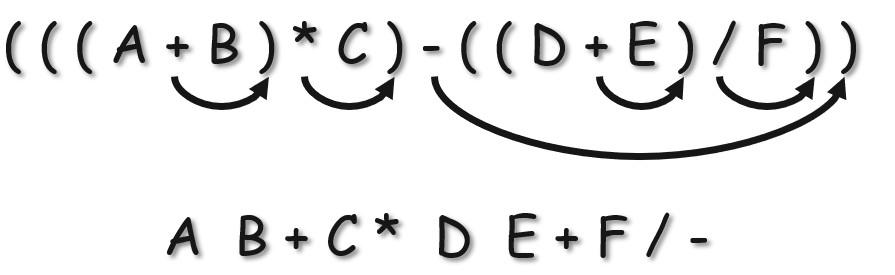 ( ( ( A + B ) * C ) - ( ( D + E ) / F ) )
A B + C * D E + F / -